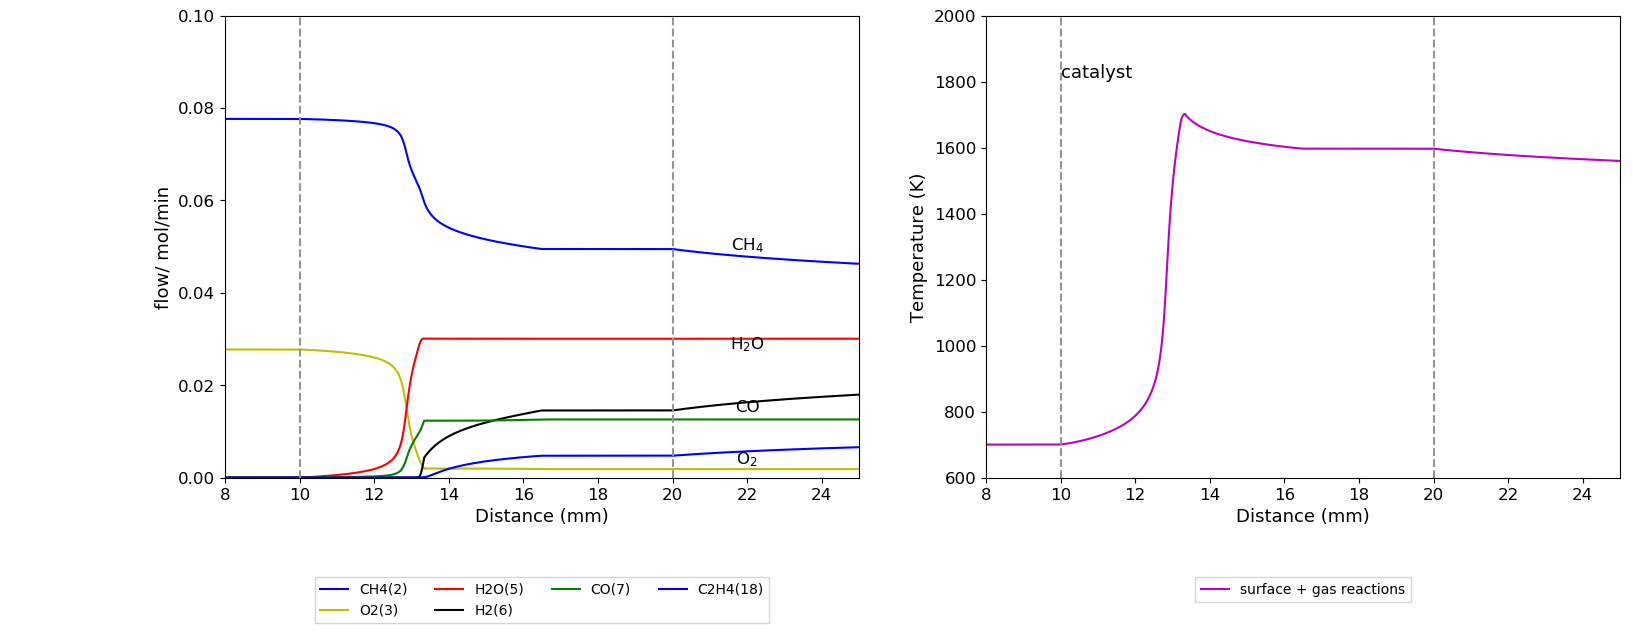 0.10
0.08
0.06
0.04
0.02
0.00
flow/ mol/min
CH₄
H₂O
CO
O₂
8 10 12 14 16 18 20 22 24
Distance (mm)
CH4(2) H2O(5) CO(7) C2H4(18)
O2(3) H2(6)
2000
1800
1600
1400
1200
1000
800
600
Temperature (K)
catalyst
8 10 12 14 16 18 20 22 24
Distance (mm)
surface + gas reactions